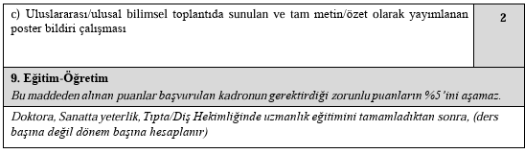 c) Uluslararası/ulusal bilimsel toplantıda sunulan ve tam metin/özet olarak yayımlanan
poster bildiri çalışması
2
9. Eğitim-Öğretim
Bu maddeden alınan puanlar başvurulan kadronun gerektirdiği zorunlu puanların %5'ini aşamaz.
Doktora, Sanatta yeterlik, Tıpta/Diş Hekimliğinde uzmanlık eğitimini tamamladıktan sonra, (ders
başına değil dönem başına hesaplanır)